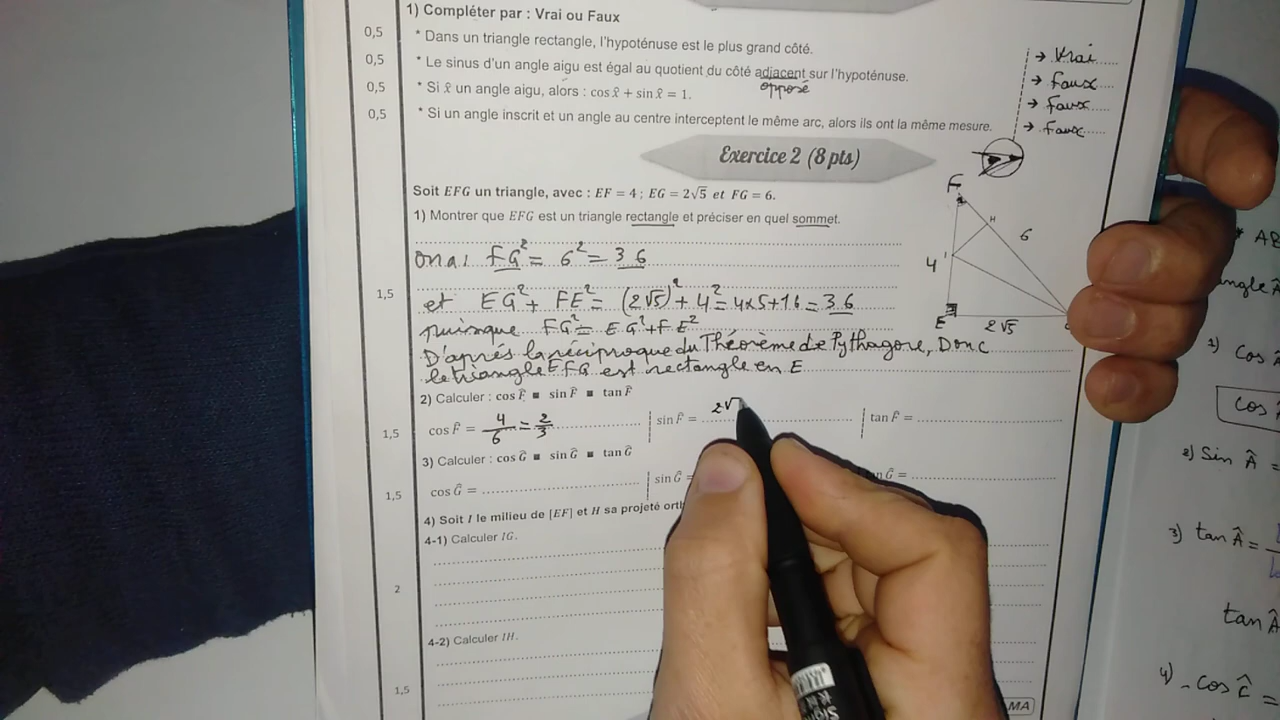 1) Compléter par : Vrai ou Faux
0,5 * Dans un triangle rectangle, l'hypoténuse est le plus grand côté. → Vrai
0,5 * Le sinus d'un angle aigu est égal au quotient du côté adjacent sur l'hypoténuse. → Faux
opposé
0,5 * Si x̂ un angle aigu, alors : cos x̂ + sin x̂ = 1. → Faux
0,5 * Si un angle inscrit et un angle au centre interceptent le même arc, alors ils ont la même mesure. → Faux
Exercice 2 (8 pts)
Soit EFG un triangle, avec : EF = 4 ; EG = 2√5 et FG = 6.
1) Montrer que EFG est un triangle rectangle et préciser en quel sommet.
ona: FG² = 6² = 36
1,5 et EG² + FE² = (2√5)² + 4² = 4x5+16 = 36
puisque FG² = EG²+FE²
D'après la réciproque du Théorème de Pythagore, Donc
le triangle EFG est rectangle en E
F
H
6
4
I
E
2√5
2) Calculer : cos F̂ ■ sin F̂ ■ tan F̂
1,5 cos F̂ = 4/6 = 2/3 sin F̂ = 2√ tan F̂ =
3) Calculer : cos Ĝ ■ sin Ĝ ■ tan Ĝ
1,5 cos Ĝ = sin Ĝ = n Ĝ =
4) Soit I le milieu de [EF] et H sa projeté orth
4-1) Calculer IG.
2
4-2) Calculer IH.
1,5
MA
* AB
angle
1) cos
cos
2) Sin Â =
3) tan Â =
tan Â
4) - cos Ĉ =